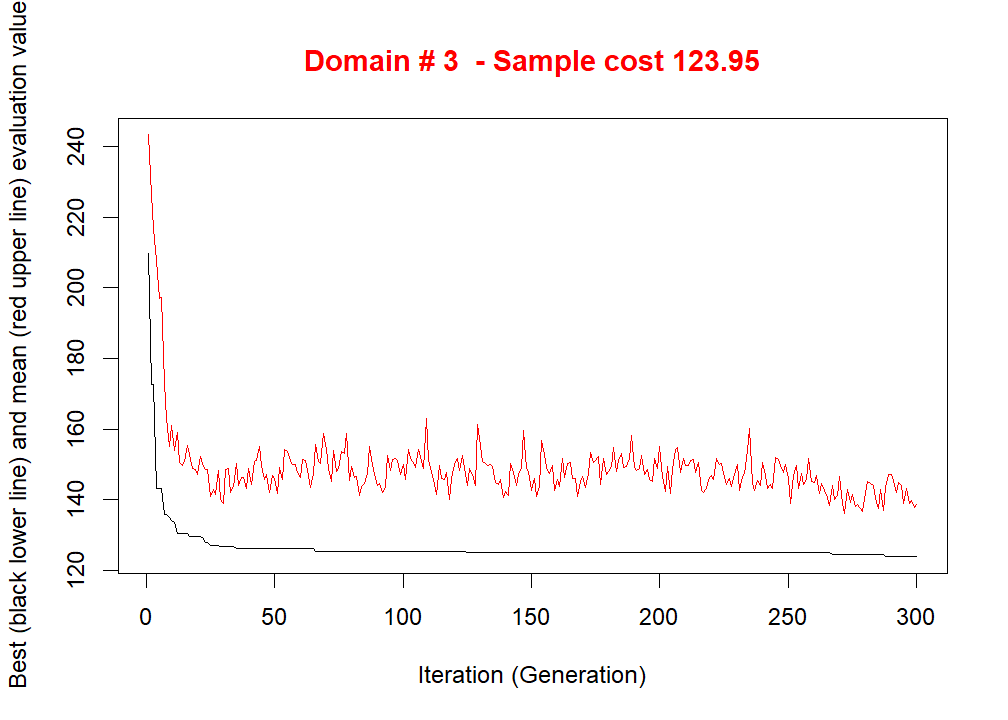 Domain # 3  - Sample cost 123.95
Best (black lower line) and mean (red upper line) evaluation value
240
220
200
180
160
140
120
0 50 100 150 200 250 300
Iteration (Generation)